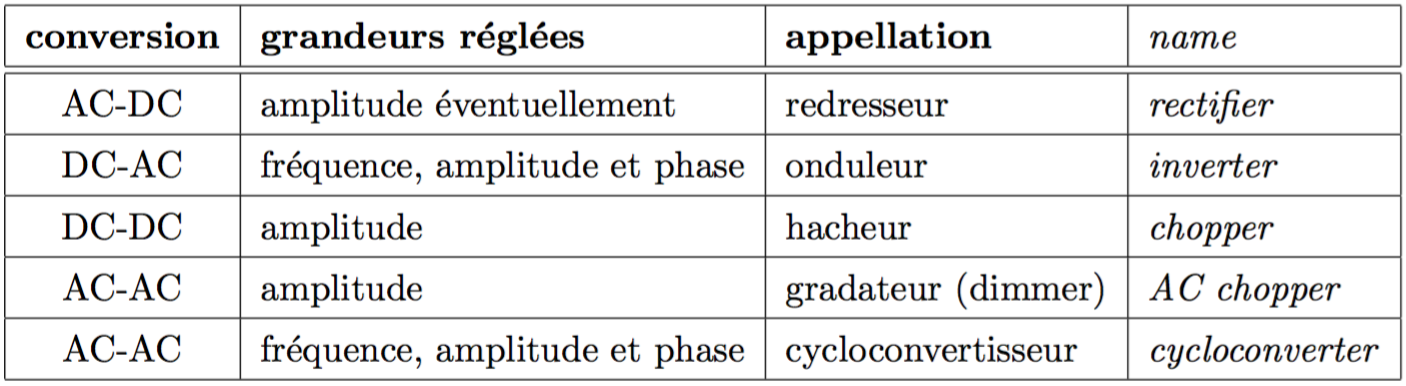 conversion grandeurs réglées appellation name
AC-DC amplitude éventuellement redresseur rectifier
DC-AC fréquence, amplitude et phase onduleur inverter
DC-DC amplitude hacheur chopper
AC-AC amplitude gradateur (dimmer) AC chopper
AC-AC fréquence, amplitude et phase cycloconvertisseur cycloconverter